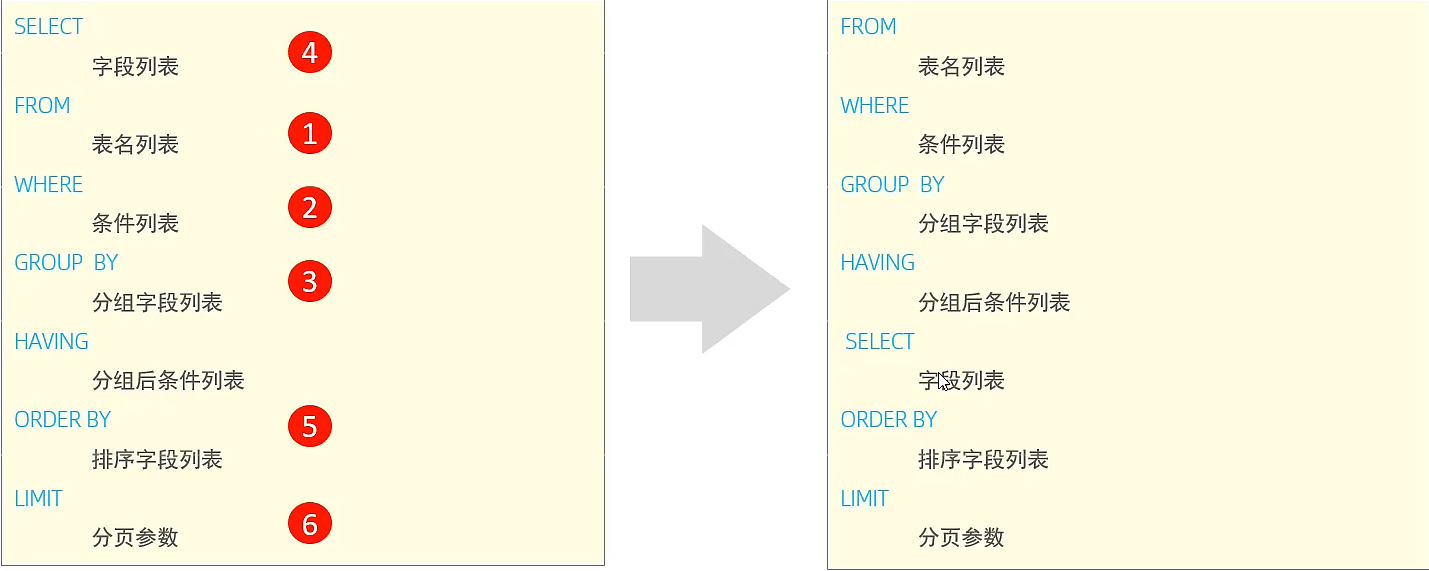 SELECT
字段列表
4
FROM
表名列表
1
WHERE
条件列表
2
GROUP BY
分组字段列表
3
HAVING
分组后条件列表
ORDER BY
5
排序字段列表
LIMIT
6
分页参数
FROM
表名列表
WHERE
条件列表
GROUP BY
分组字段列表
HAVING
分组后条件列表
SELECT
字段列表
ORDER BY
排序字段列表
LIMIT
分页参数